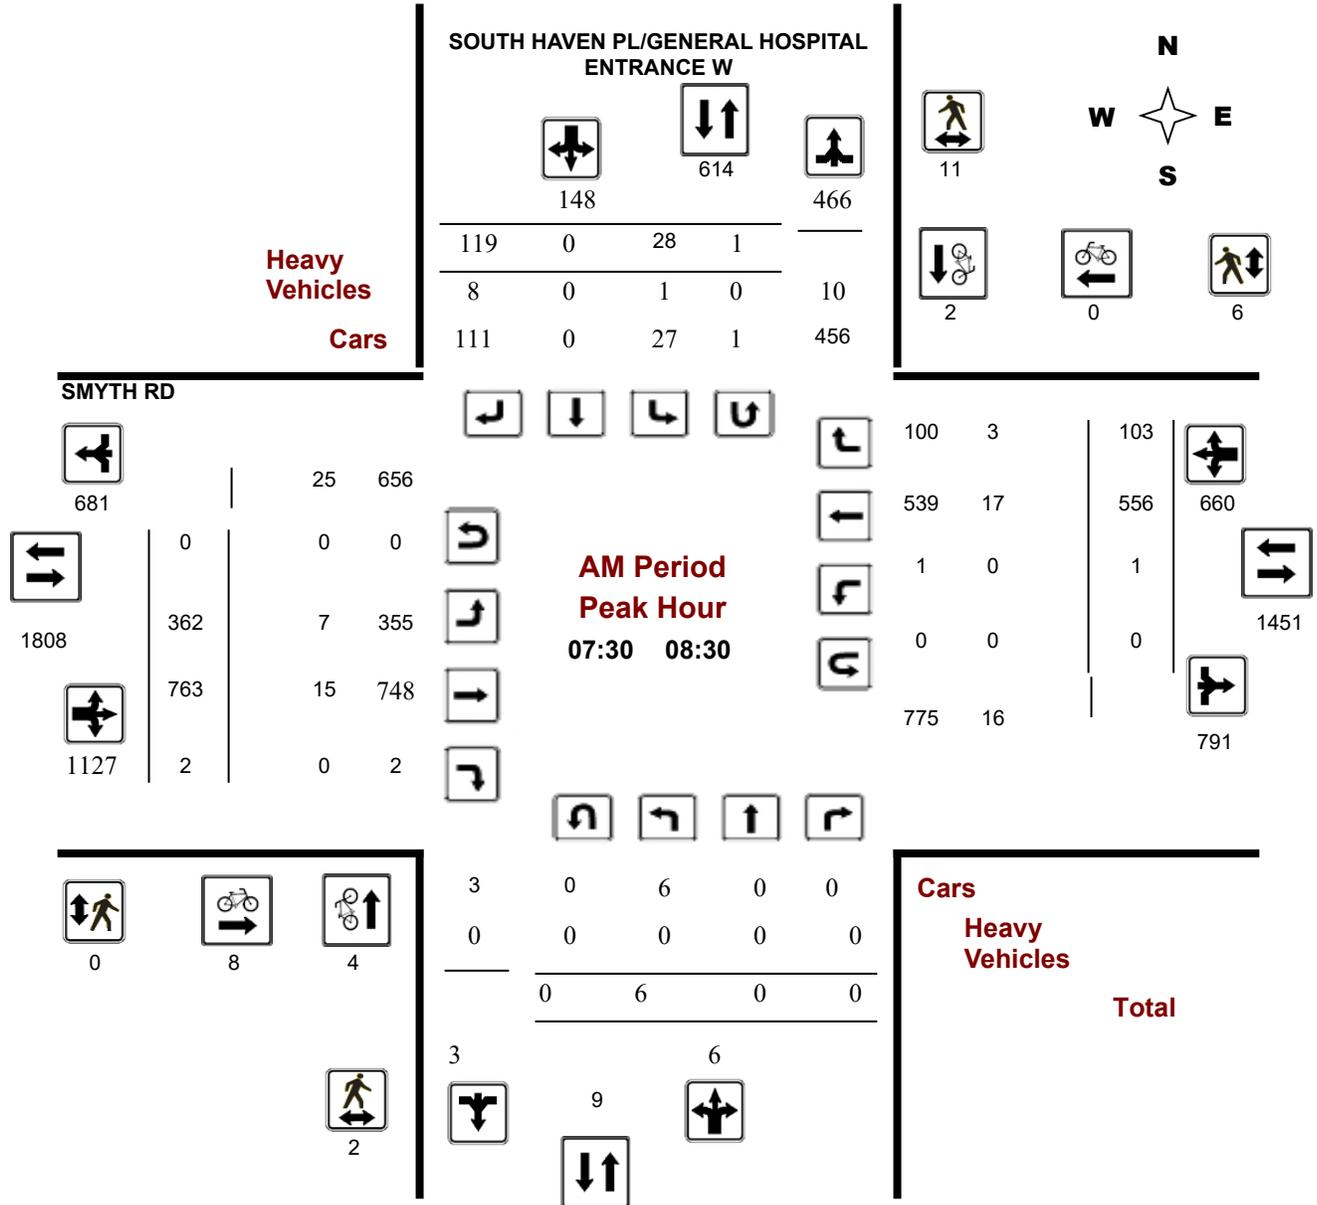 SOUTH HAVEN PL/GENERAL HOSPITAL
ENTRANCE W
N
W E
S
614
11
148 466
119 0 28 1
Heavy
Vehicles
8 0 1 0 10
2 0 6
Cars
111 0 27 1 456
SMYTH RD
100 3 103
25 656
681
539 17 556 660
0 0 0
AM Period
Peak Hour
07:30 08:30
1 0 1
362 7 355
1451
1808
0 0 0
763 15 748
775 16
791
1127 2 0 2
3 0 6 0 0
Cars
0 0 0 0 0
Heavy
Vehicles
0 8 4
0 6 0 0
Total
3 6
9
2